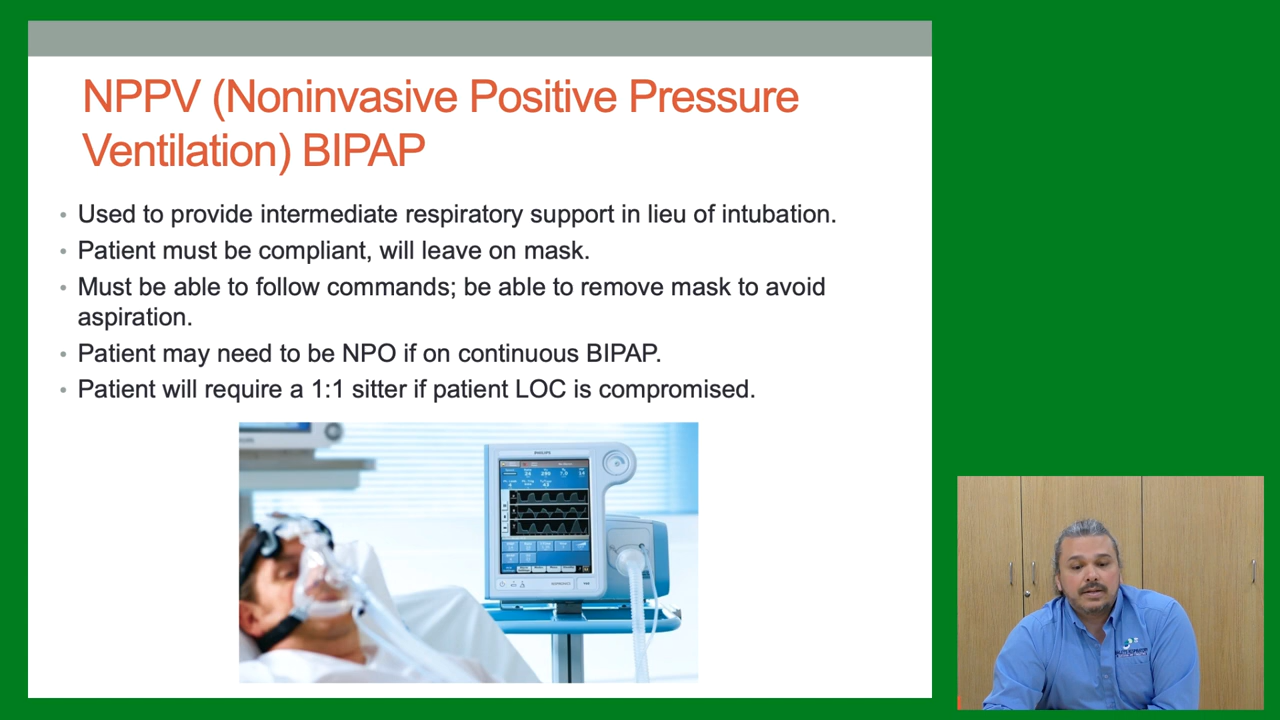 NPPV (Noninvasive Positive Pressure
Ventilation) BIPAP
• Used to provide intermediate respiratory support in lieu of intubation.
• Patient must be compliant, will leave on mask.
• Must be able to follow commands; be able to remove mask to avoid
aspiration.
• Patient may need to be NPO if on continuous BIPAP.
• Patient will require a 1:1 sitter if patient LOC is compromised.
PHILIPS